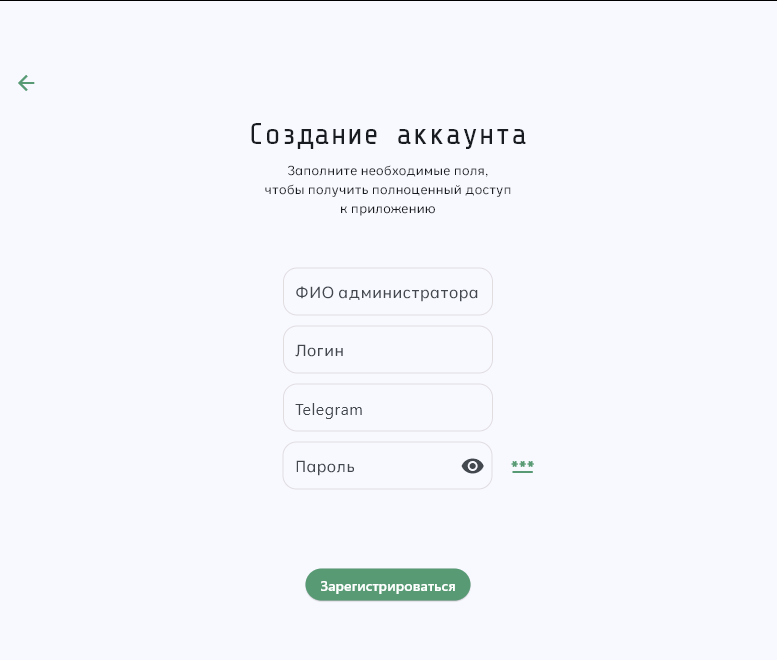 Создание аккаунта
Заполните необходимые поля,
чтобы получить полноценный доступ
к приложению
ФИО администратора
Логин
Telegram
Пароль
***
Зарегистрироваться